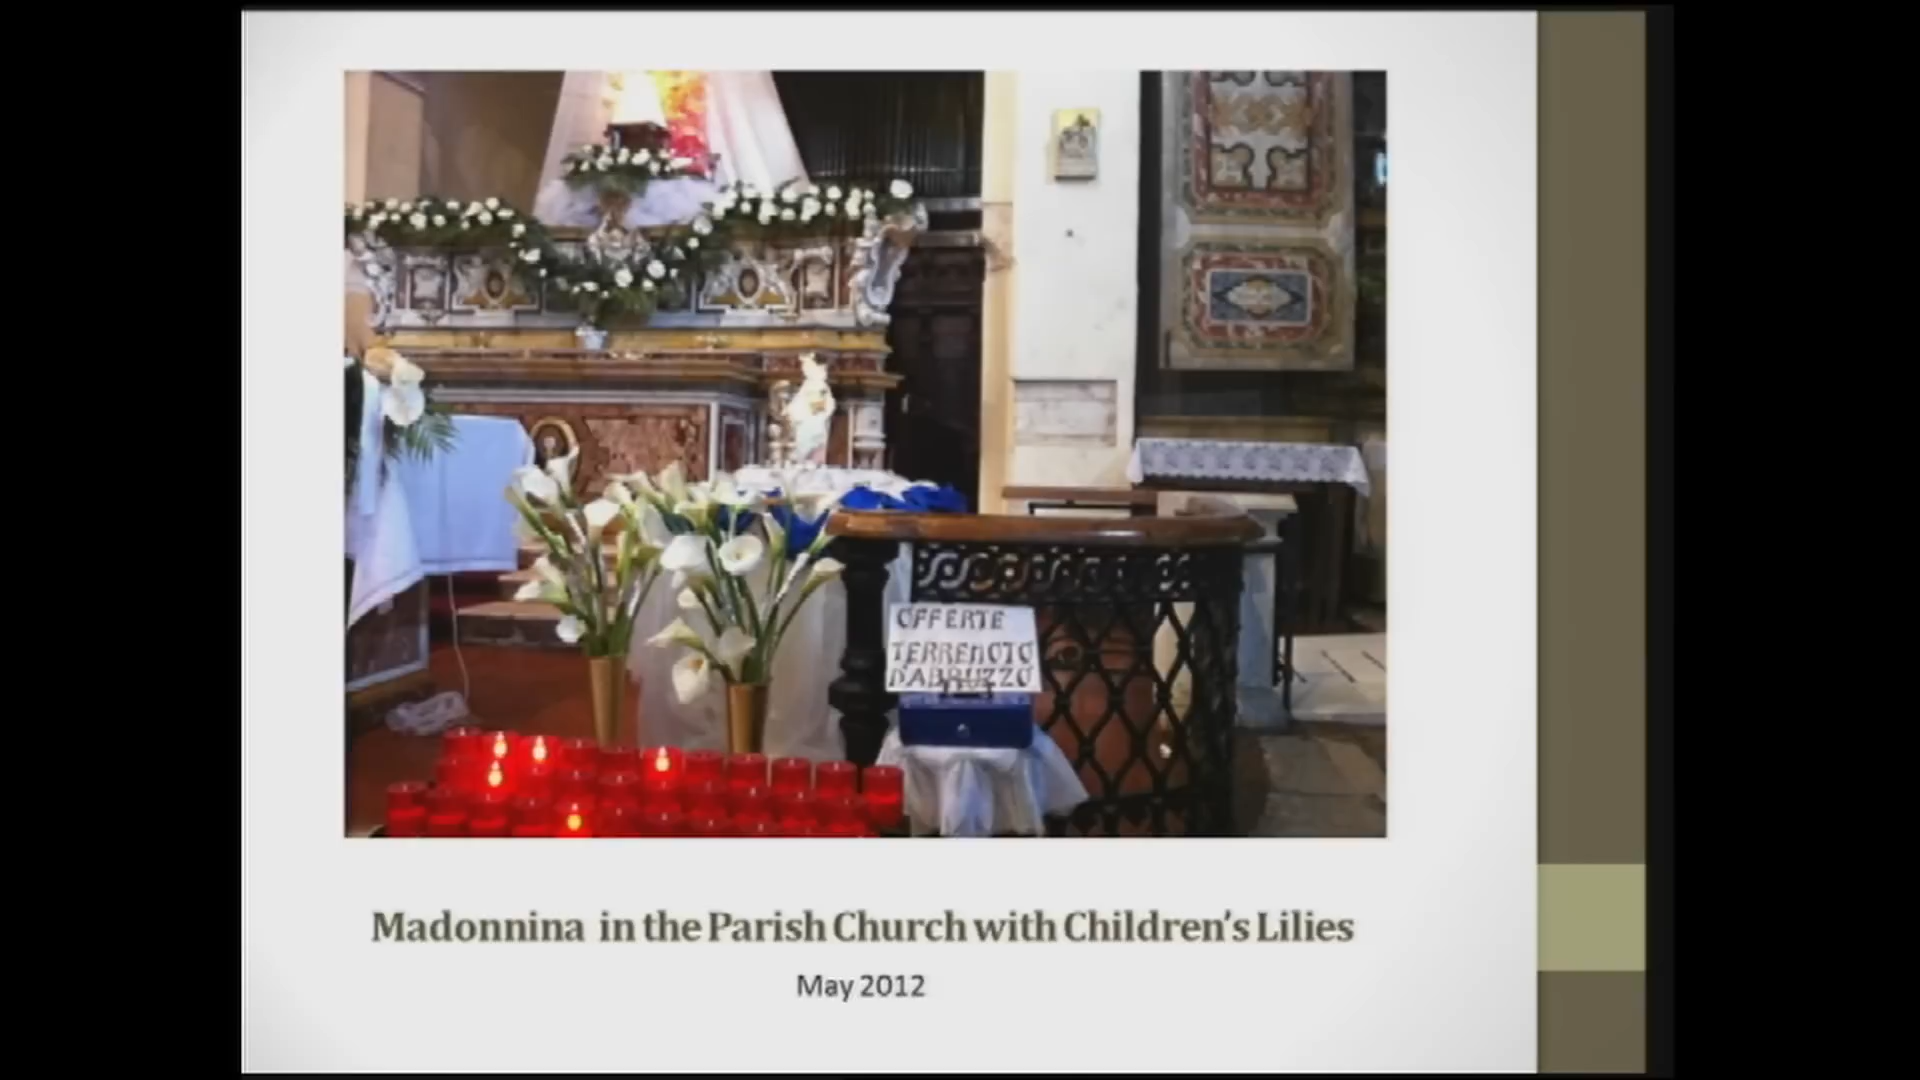 OFFERTE
TERREMOTO
D'ABRUZZO
Madonnina in the Parish Church with Children's Lilies
May 2012